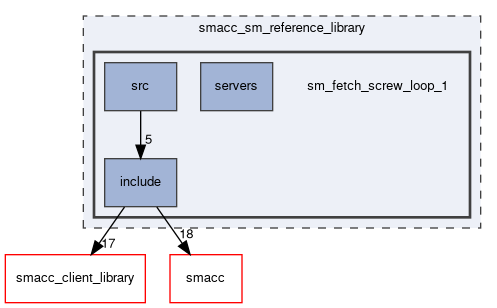 smacc_sm_reference_library
src
servers
sm_fetch_screw_loop_1
5
include
17
18
smacc_client_library
smacc